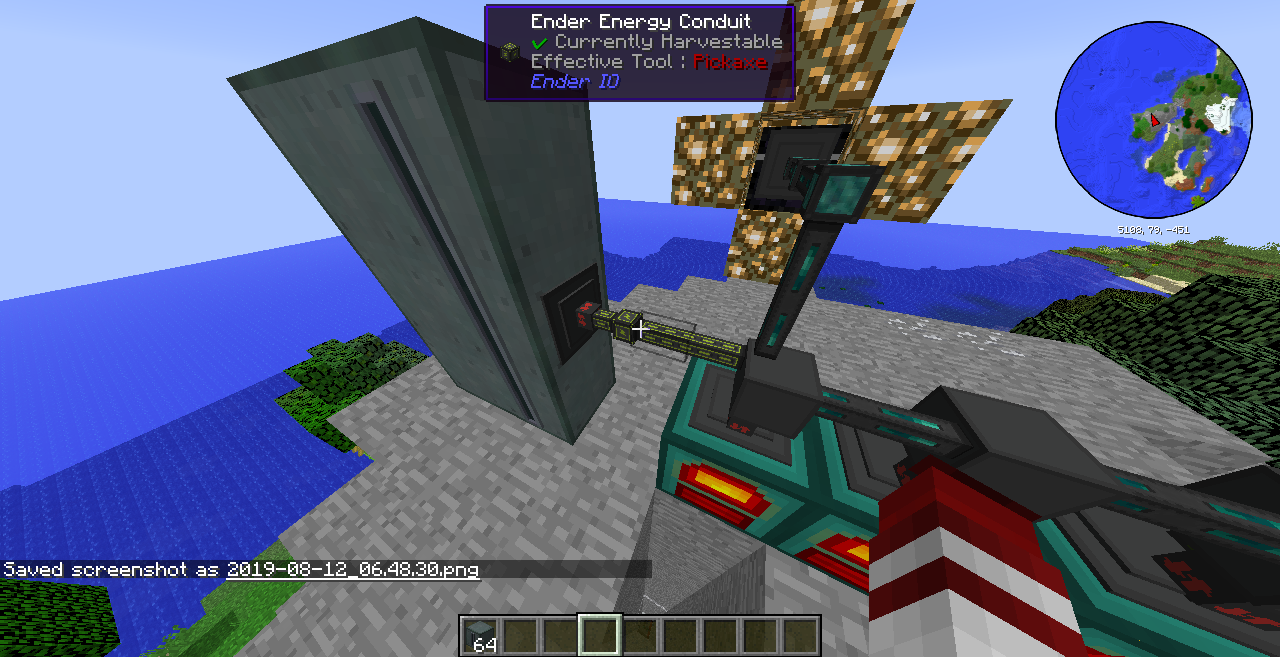 Ender Energy Conduit
✓ Currently Harvestable
Effective Tool : Pickaxe
Ender IO
5108, 79, -451
Saved screenshot as 2019-08-12_06.48.30.png
64